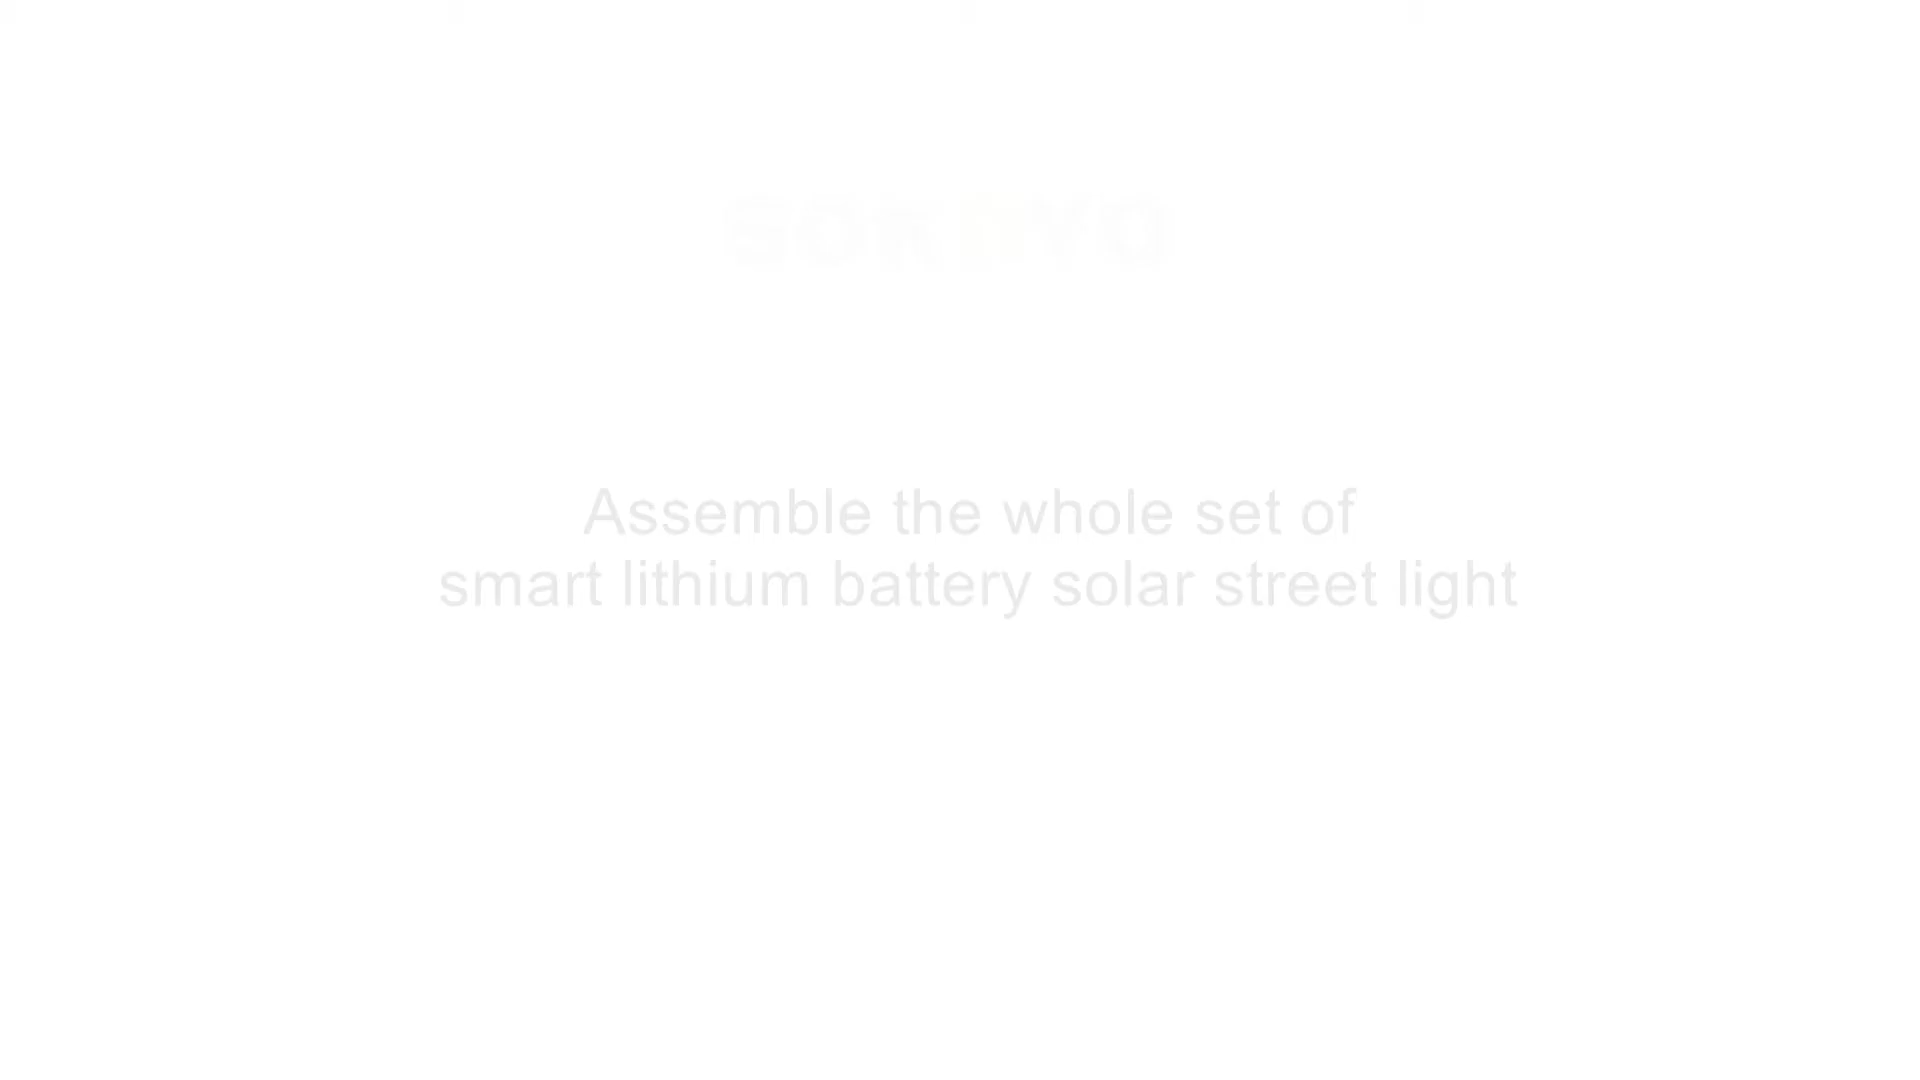 Assemble the whole set of
smart lithium battery solar street light